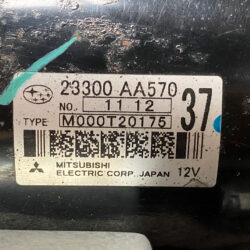 23300 AA570
NO. 11 12
37
TYPE M000T20175
MITSUBISHI
ELECTRIC CORP. JAPAN 12V